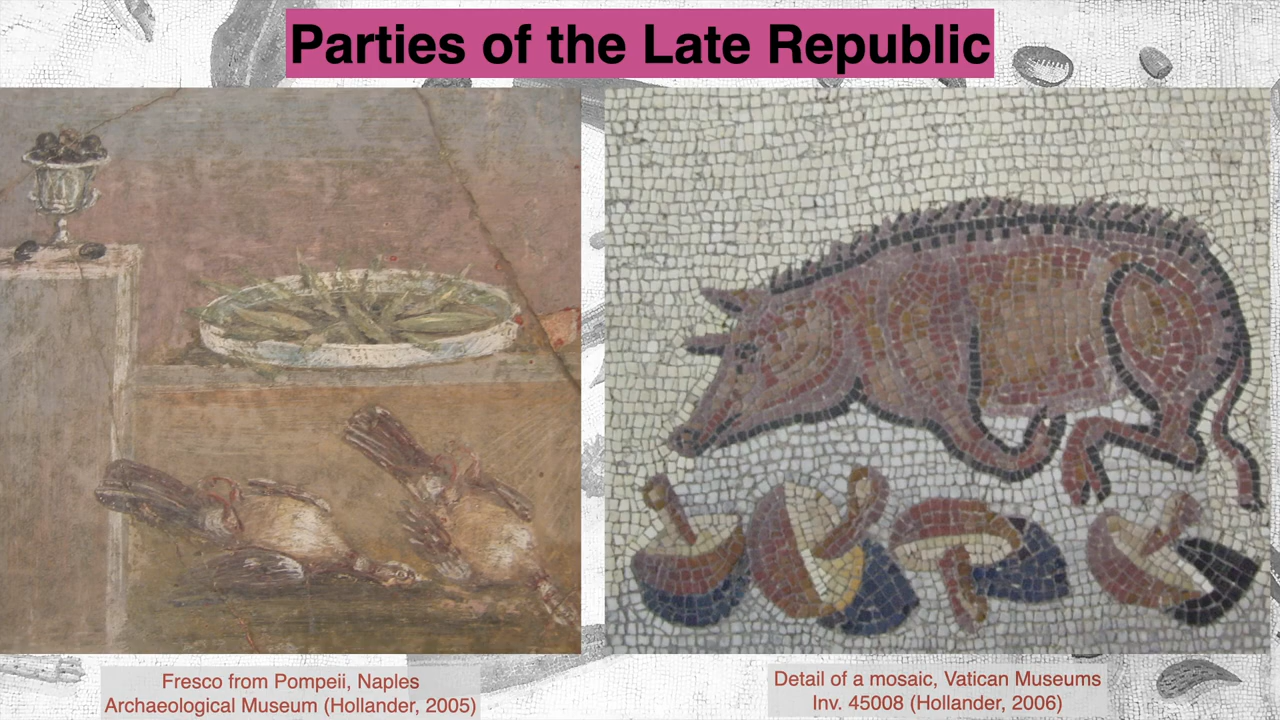 Parties of the Late Republic
Fresco from Pompeii, Naples
Archaeological Museum (Hollander, 2005)
Detail of a mosaic, Vatican Museums
Inv. 45008 (Hollander, 2006)